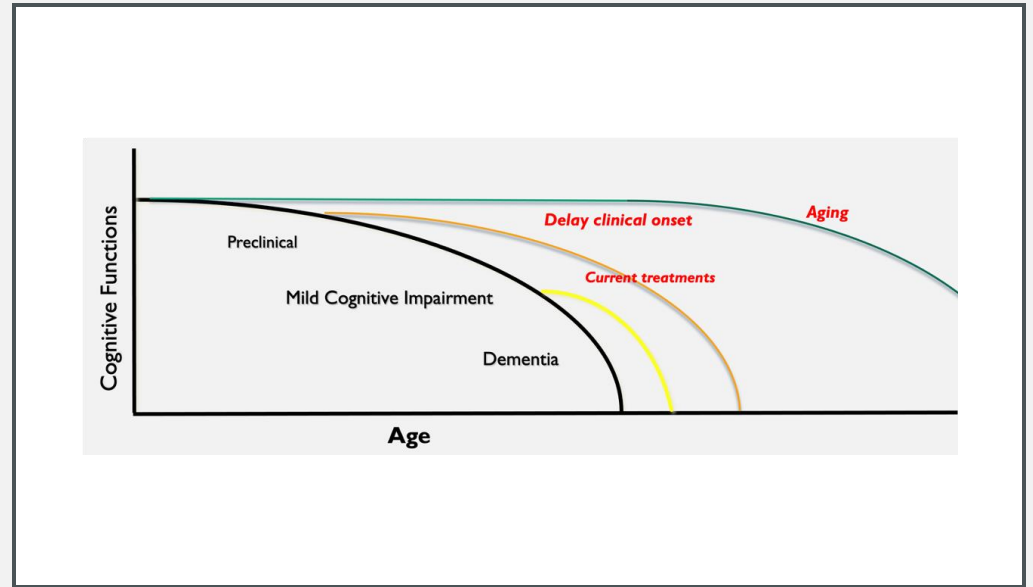 Cognitive Functions
Aging
Delay clinical onset
Preclinical
Current treatments
Mild Cognitive Impairment
Dementia
Age